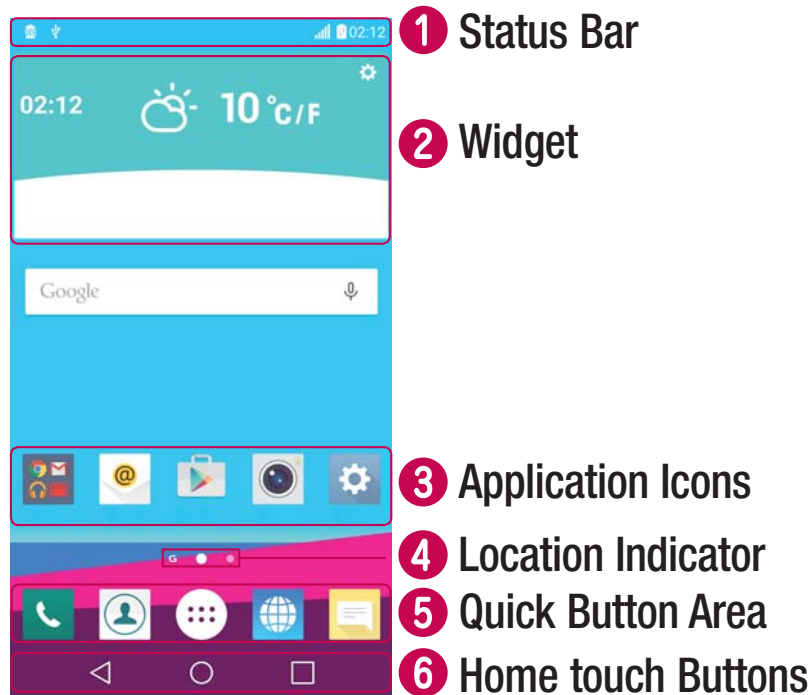 02:12
1 Status Bar
02:12
10 °C/F
2 Widget
Google
@
3 Application Icons
G
4 Location Indicator
5 Quick Button Area
6 Home touch Buttons